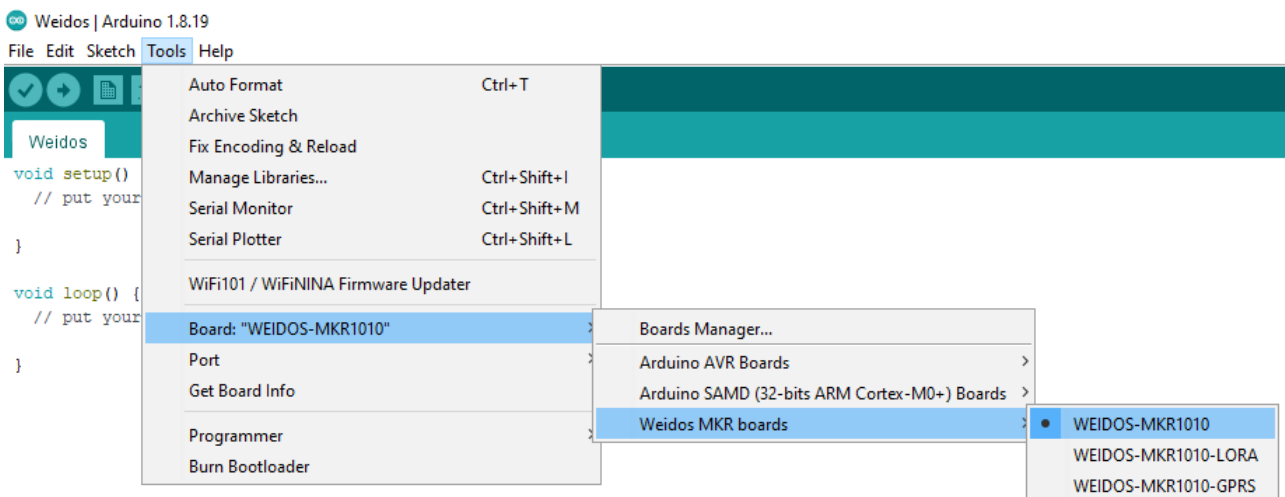 Weidos | Arduino 1.8.19
File Edit Sketch Tools Help
Weidos
void setup()
// put your
}
void loop() {
// put your
}
Auto Format Ctrl+T
Archive Sketch
Fix Encoding & Reload
Manage Libraries... Ctrl+Shift+I
Serial Monitor Ctrl+Shift+M
Serial Plotter Ctrl+Shift+L
WiFi101 / WiFiNINA Firmware Updater
Board: "WEIDOS-MKR1010"
Port
Get Board Info
Programmer
Burn Bootloader
Boards Manager...
Arduino AVR Boards
Arduino SAMD (32-bits ARM Cortex-M0+) Boards
Weidos MKR boards
WEIDOS-MKR1010
WEIDOS-MKR1010-LORA
WEIDOS-MKR1010-GPRS